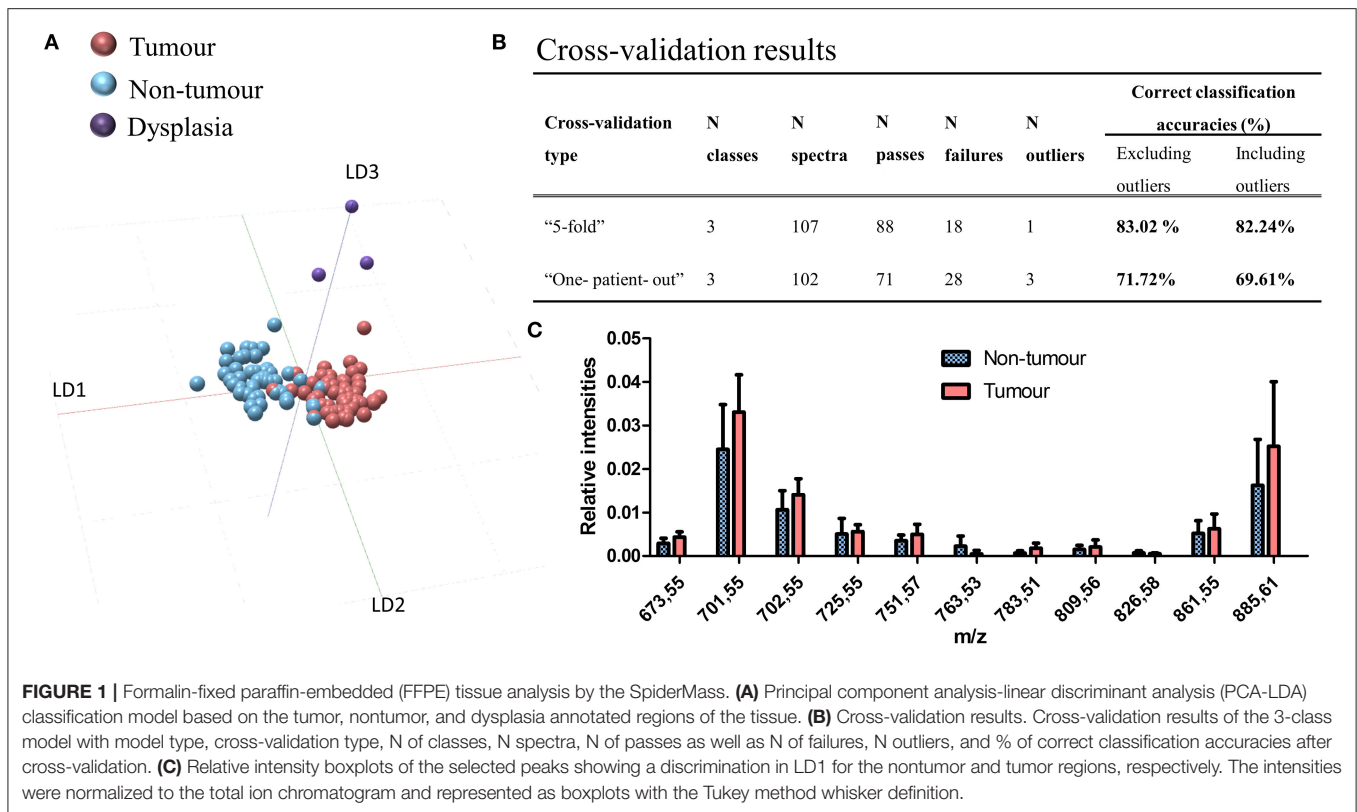 A
Tumour
Non-tumour
Dysplasia
LD3
LD1
LD2
B
Cross-validation results
Cross-validation type N classes N spectra N passes N failures N outliers Correct classification accuracies (%)
Excluding outliers Including outliers
“5-fold” 3 107 88 18 1 83.02 % 82.24%
“One- patient- out” 3 102 71 28 3 71.72% 69.61%
C
Non-tumour
Tumour
Relative intensities
0.05
0.04
0.03
0.02
0.01
0.00
673,55 701,55 702,55 725,55 751,57 763,53 783,51 809,56 826,58 861,55 885,61
m/z
FIGURE 1 | Formalin-fixed paraffin-embedded (FFPE) tissue analysis by the SpiderMass. (A) Principal component analysis-linear discriminant analysis (PCA-LDA)
classification model based on the tumor, nontumor, and dysplasia annotated regions of the tissue. (B) Cross-validation results. Cross-validation results of the 3-class
model with model type, cross-validation type, N of classes, N spectra, N of passes as well as N of failures, N outliers, and % of correct classification accuracies after
cross-validation. (C) Relative intensity boxplots of the selected peaks showing a discrimination in LD1 for the nontumor and tumor regions, respectively. The intensities
were normalized to the total ion chromatogram and represented as boxplots with the Tukey method whisker definition.